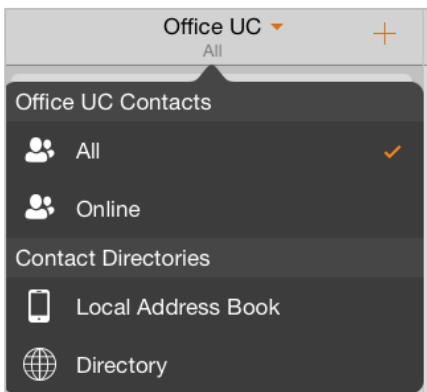 Office UC
All
Office UC Contacts
All
Online
Contact Directories
Local Address Book
Directory